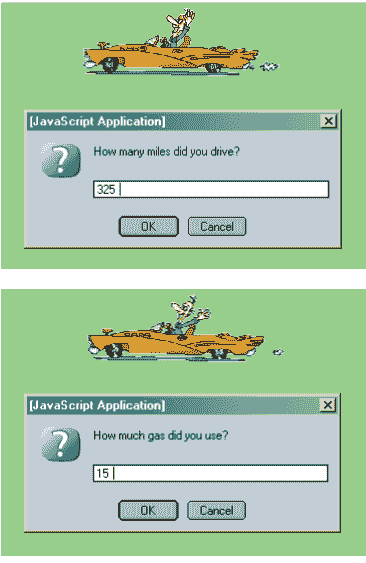 [JavaScript Application]
How many miles did you drive?
325
OK Cancel
[JavaScript Application]
How much gas did you use?
15
OK Cancel